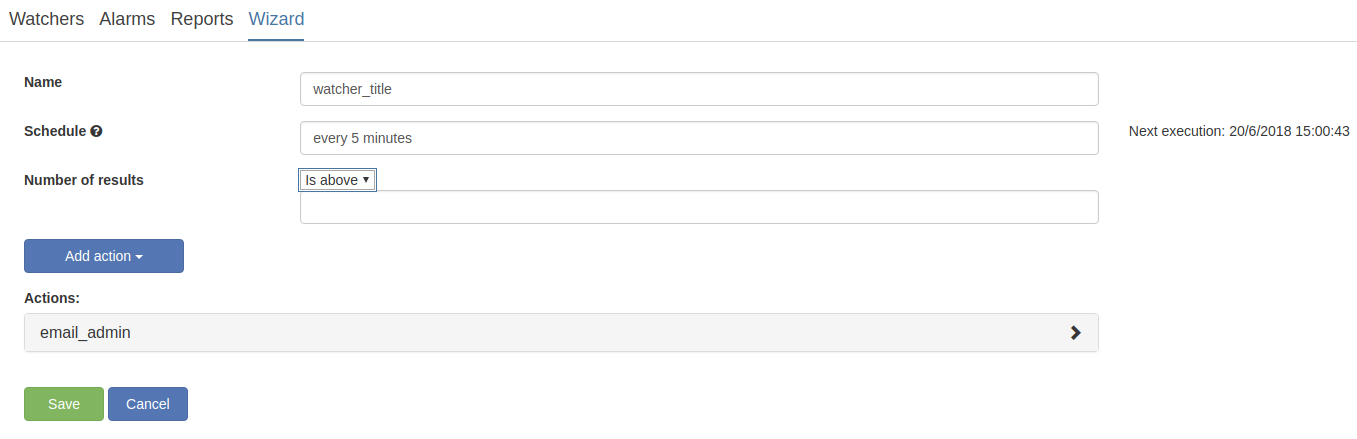 Watchers Alarms Reports Wizard
Name watcher_title
Schedule every 5 minutes Next execution: 20/6/2018 15:00:43
Number of results Is above
Add action
Actions:
email_admin
Save Cancel